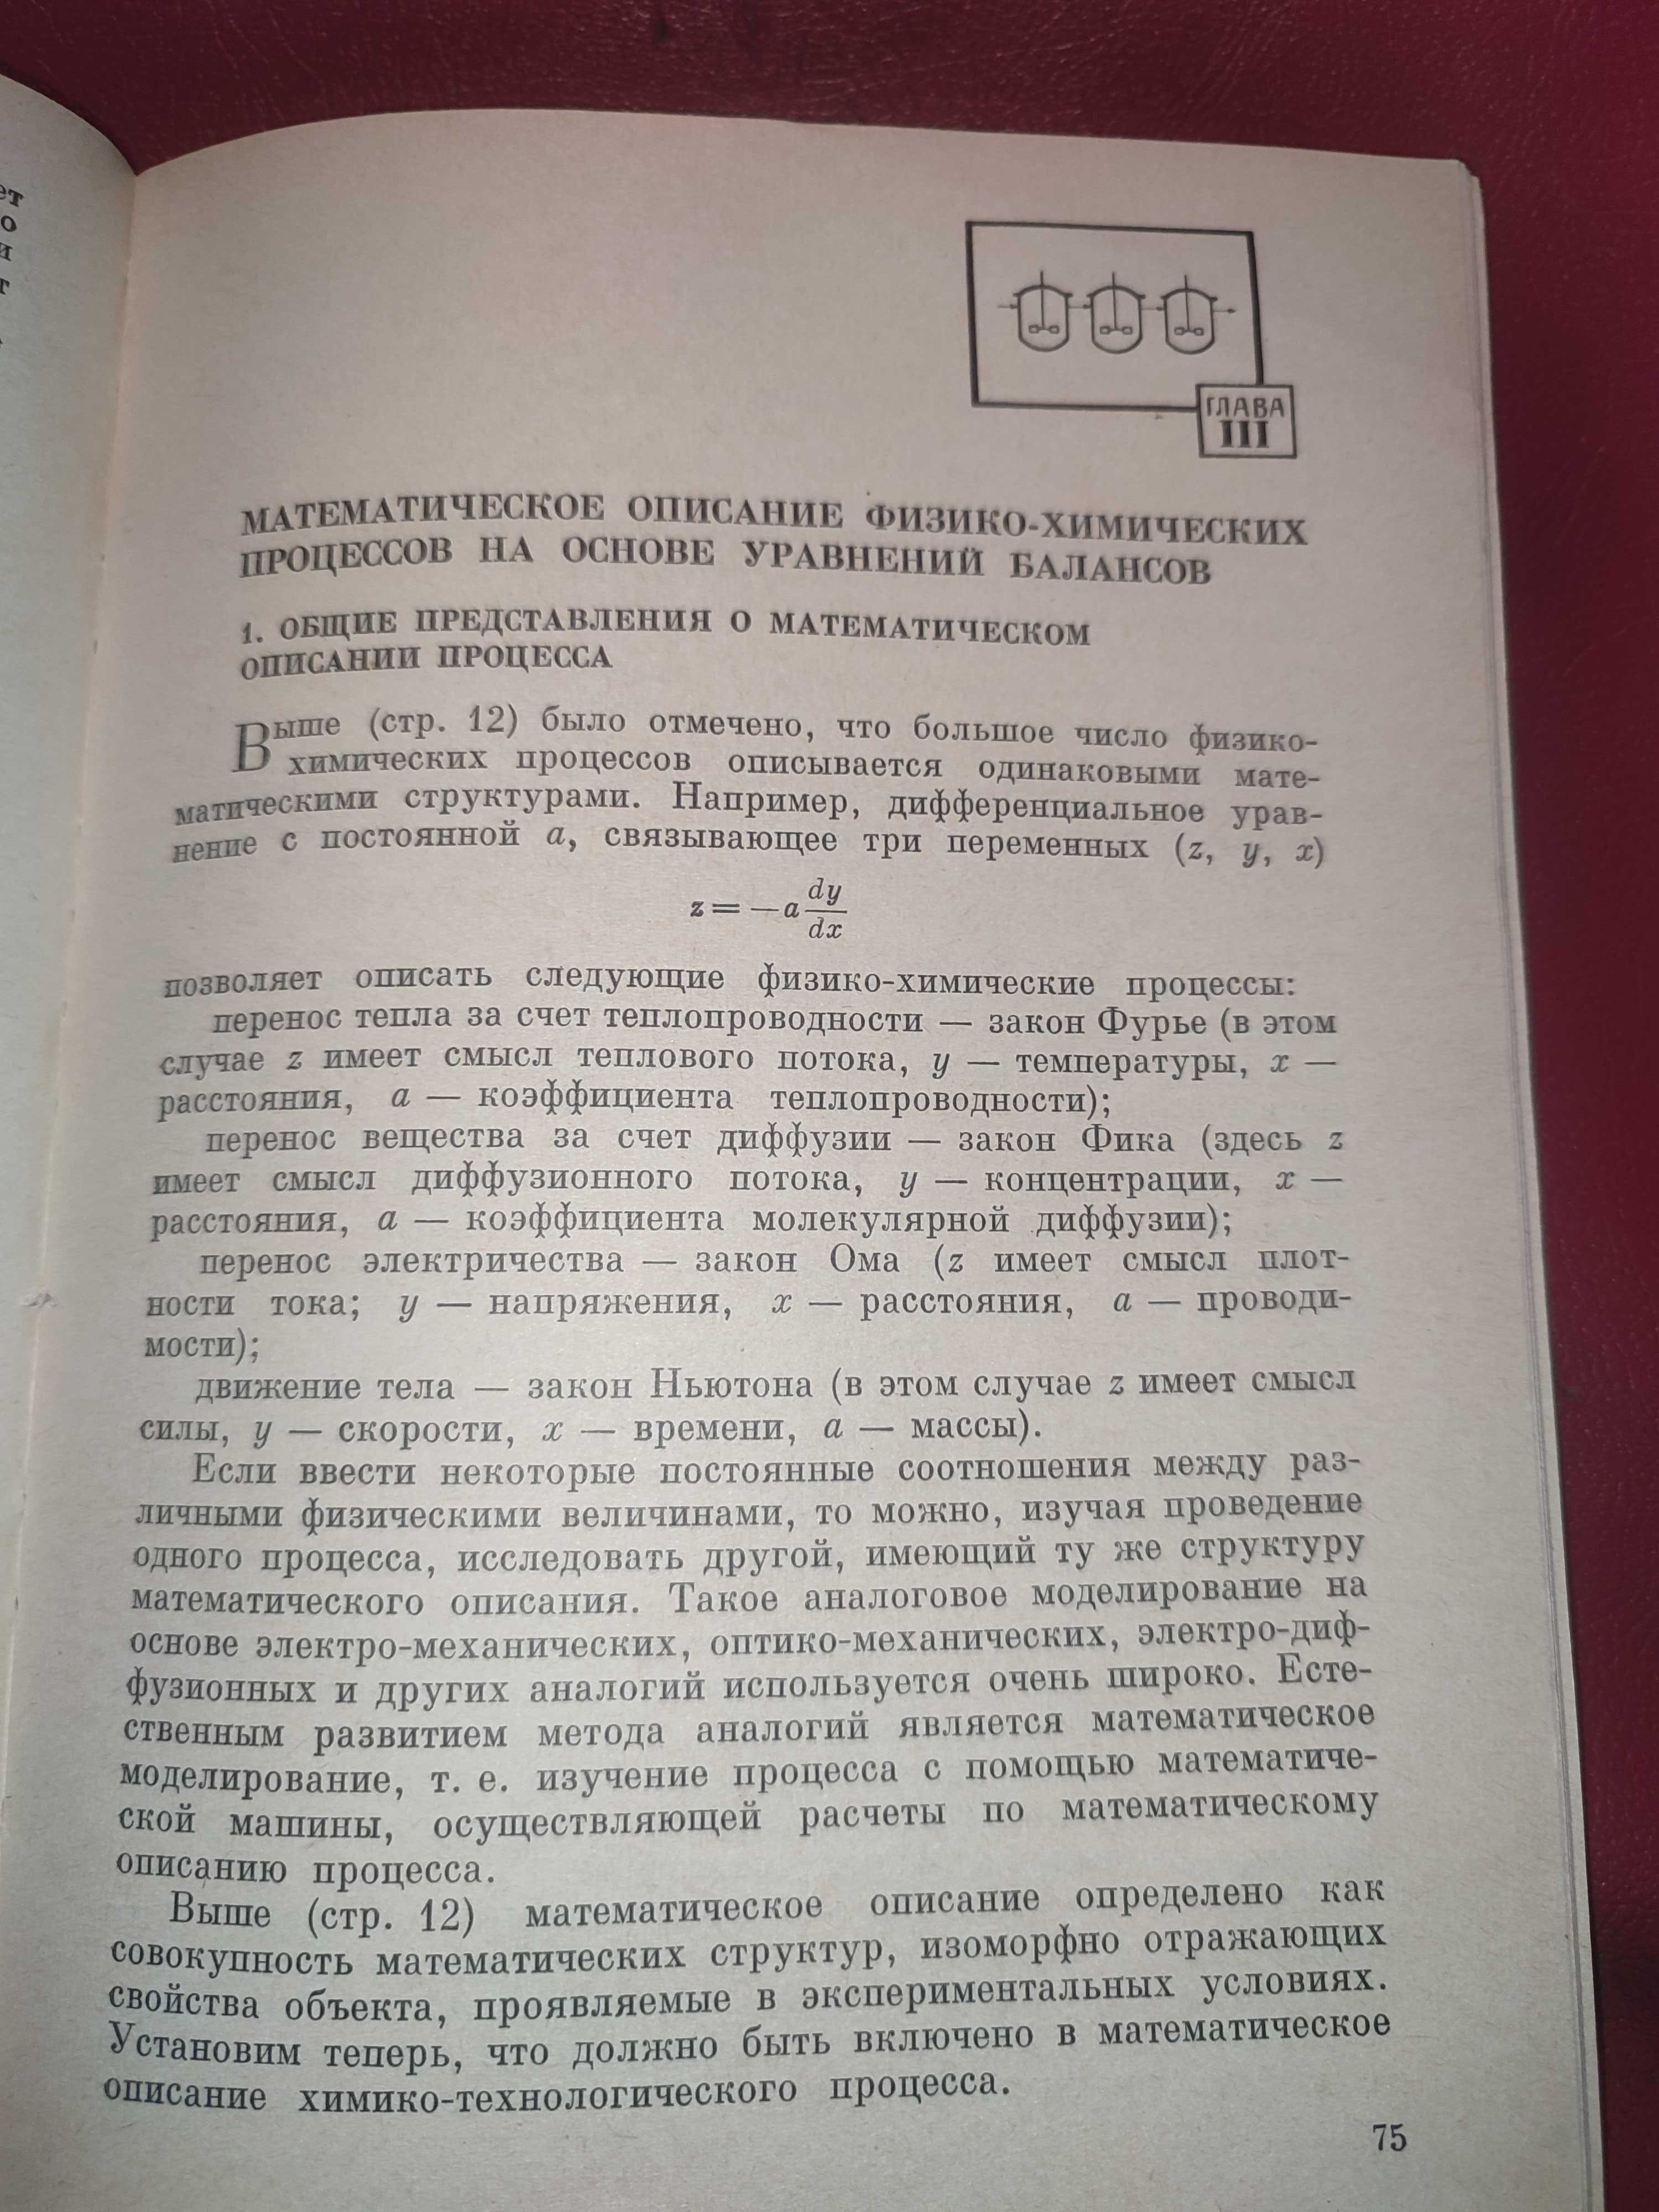 ет
о
и
т
ГЛАВА
III
МАТЕМАТИЧЕСКОЕ ОПИСАНИЕ ФИЗИКО-ХИМИЧЕСКИХ
ПРОЦЕССОВ НА ОСНОВЕ УРАВНЕНИЙ БАЛАНСОВ
1. ОБЩИЕ ПРЕДСТАВЛЕНИЯ О МАТЕМАТИЧЕСКОМ
ОПИСАНИИ ПРОЦЕССА
Выше (стр. 12) было отмечено, что большое число физико-
химических процессов описывается одинаковыми мате-
матическими структурами. Например, дифференциальное урав-
нение с постоянной a, связывающее три переменных (z, y, x)
z = —a dy/dx
позволяет описать следующие физико-химические процессы:
перенос тепла за счет теплопроводности — закон Фурье (в этом
случае z имеет смысл теплового потока, y — температуры, x —
расстояния, a — коэффициента теплопроводности);
перенос вещества за счет диффузии — закон Фика (здесь z
имеет смысл диффузионного потока, y — концентрации, x —
расстояния, a — коэффициента молекулярной диффузии);
перенос электричества — закон Ома (z имеет смысл плот-
ности тока; y — напряжения, x — расстояния, a — проводи-
мости);
движение тела — закон Ньютона (в этом случае z имеет смысл
силы, y — скорости, x — времени, a — массы).
Если ввести некоторые постоянные соотношения между раз-
личными физическими величинами, то можно, изучая проведение
одного процесса, исследовать другой, имеющий ту же структуру
математического описания. Такое аналоговое моделирование на
основе электро-механических, оптико-механических, электро-диф-
фузионных и других аналогий используется очень широко. Есте-
ственным развитием метода аналогий является математическое
моделирование, т. е. изучение процесса с помощью математиче-
ской машины, осуществляющей расчеты по математическому
описанию процесса.
Выше (стр. 12) математическое описание определено как
совокупность математических структур, изоморфно отражающих
свойства объекта, проявляемые в экспериментальных условиях.
Установим теперь, что должно быть включено в математическое
описание химико-технологического процесса.
75